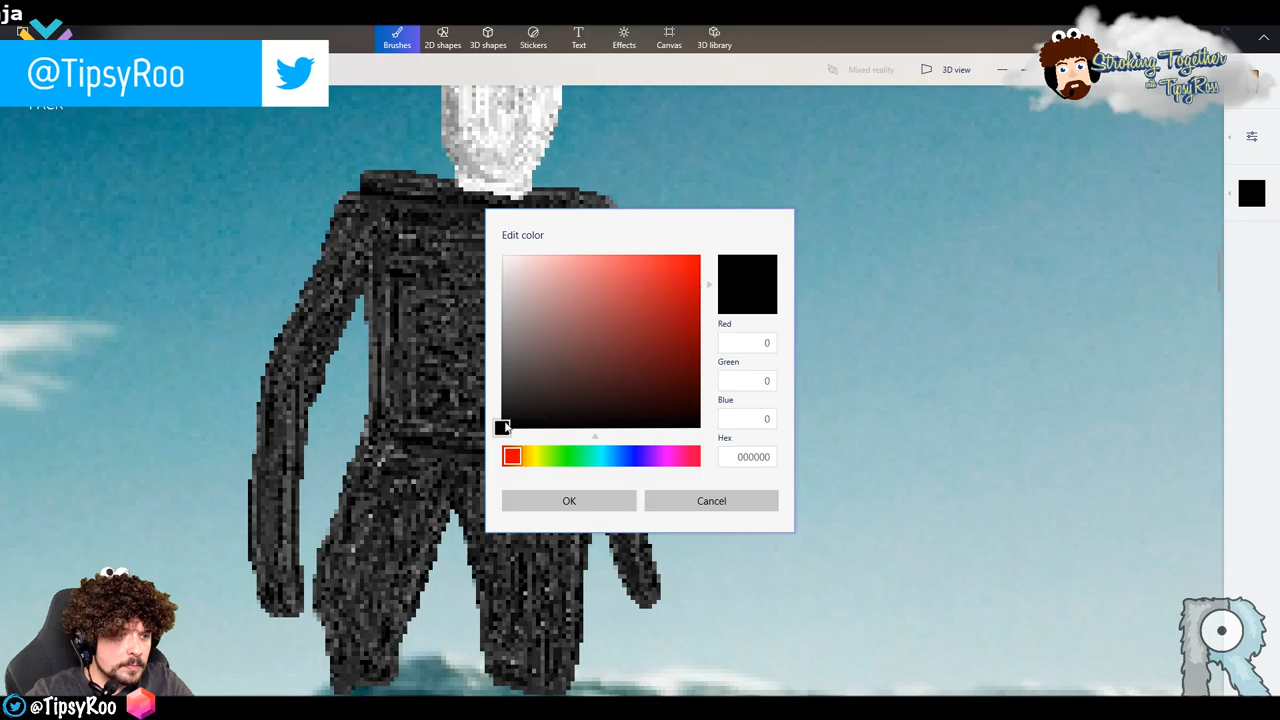 ja
Brushes 2D shapes 3D shapes Stickers Text Effects Canvas 3D library
@TipsyRoo
Mixed reality 3D view
Stroking Together
with TipsyRoss
Edit color
Red
0
Green
0
Blue
0
Hex
000000
OK Cancel
@TipsyRoo